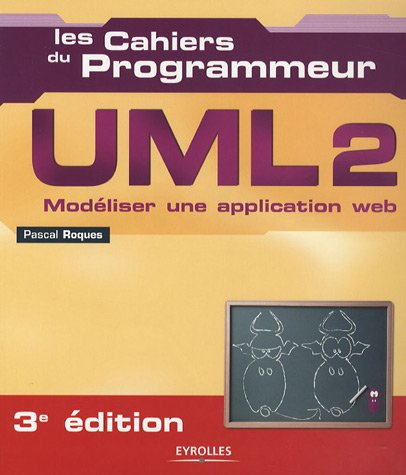 les Cahiers
du Programmeur
UML 2
Modéliser une application web
Pascal Roques
3e édition
EYROLLES